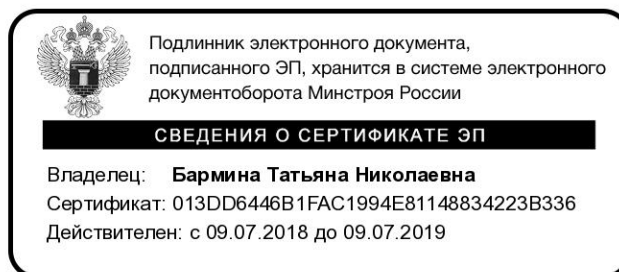 Подлинник электронного документа,
подписанного ЭП, хранится в системе электронного
документоборота Минстроя России
СВЕДЕНИЯ О СЕРТИФИКАТЕ ЭП
Владелец: Бармина Татьяна Николаевна
Сертификат: 013DD6446B1FAC1994E81148834223B336
Действителен: с 09.07.2018 до 09.07.2019